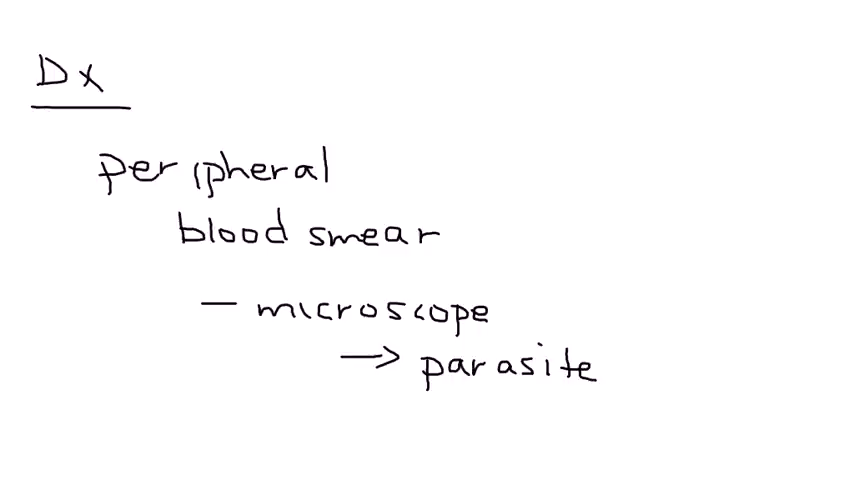 Dx
peripheral
blood smear
— microscope
→ parasite